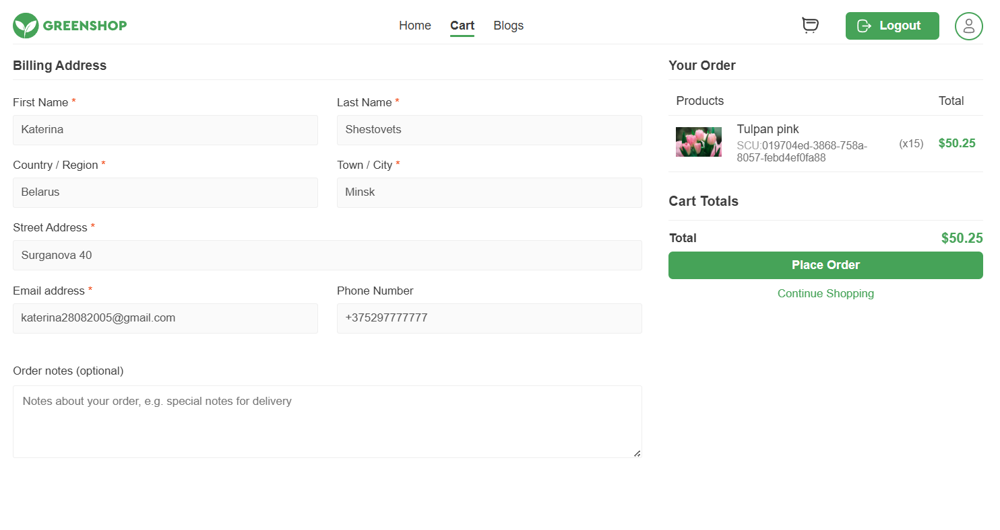 GREENSHOP
Home Cart Blogs
Logout
Billing Address
First Name *
Last Name *
Katerina
Shestovets
Country / Region *
Town / City *
Belarus
Minsk
Street Address *
Surganova 40
Email address *
Phone Number
katerina28082005@gmail.com
+375297777777
Order notes (optional)
Notes about your order, e.g. special notes for delivery
Your Order
Products Total
Tulpan pink
SCU:019704ed-3868-758a-
8057-febd4ef0fa88
(x15) $50.25
Cart Totals
Total $50.25
Place Order
Continue Shopping